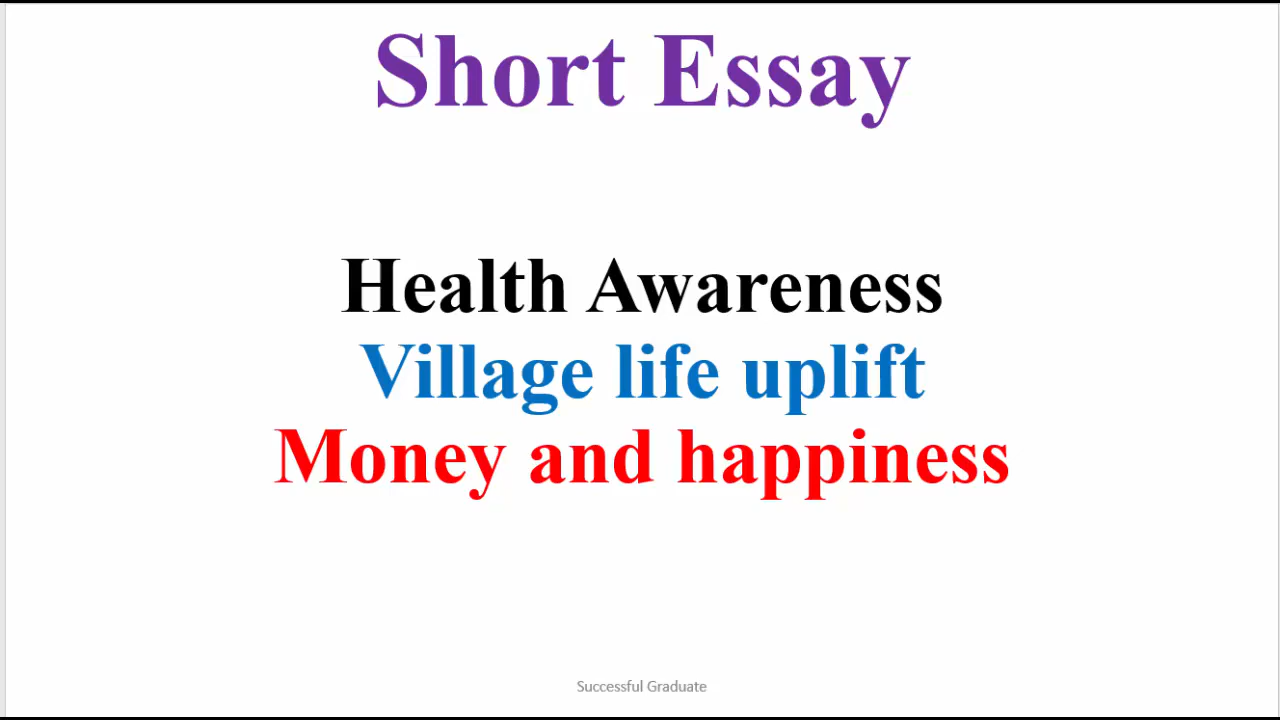 Short Essay
Health Awareness
Village life uplift
Money and happiness
Successful Graduate